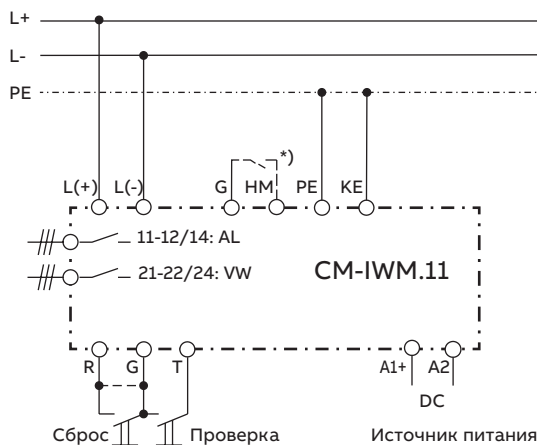 L+
L-
PE
*)
L(+) L(-) G HM PE KE
11-12/14: AL
21-22/24: VW
CM-IWM.11
R G T A1+ A2
DC
Сброс Проверка Источник питания